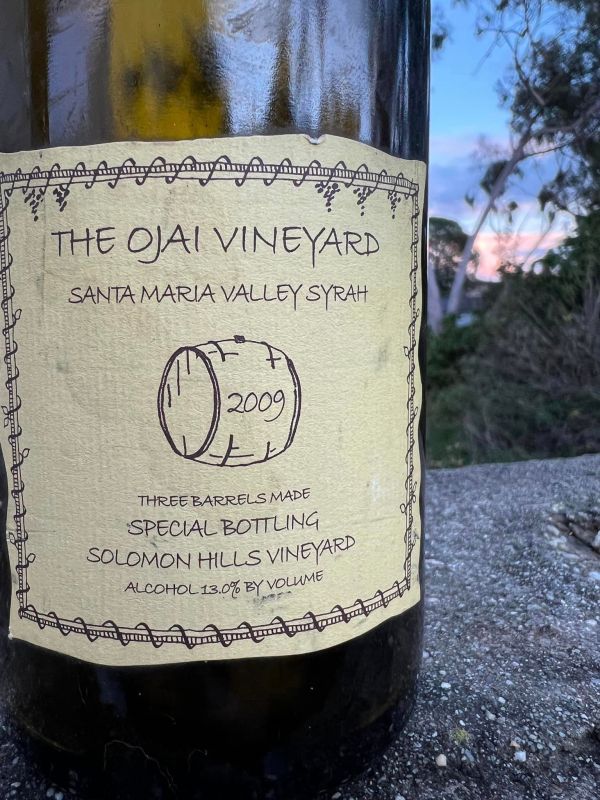 THE OJAI VINEYARD
SANTA MARIA VALLEY SYRAH
2009
THREE BARRELS MADE
SPECIAL BOTTLING
SOLOMON HILLS VINEYARD
ALCOHOL 13.0% BY VOLUME